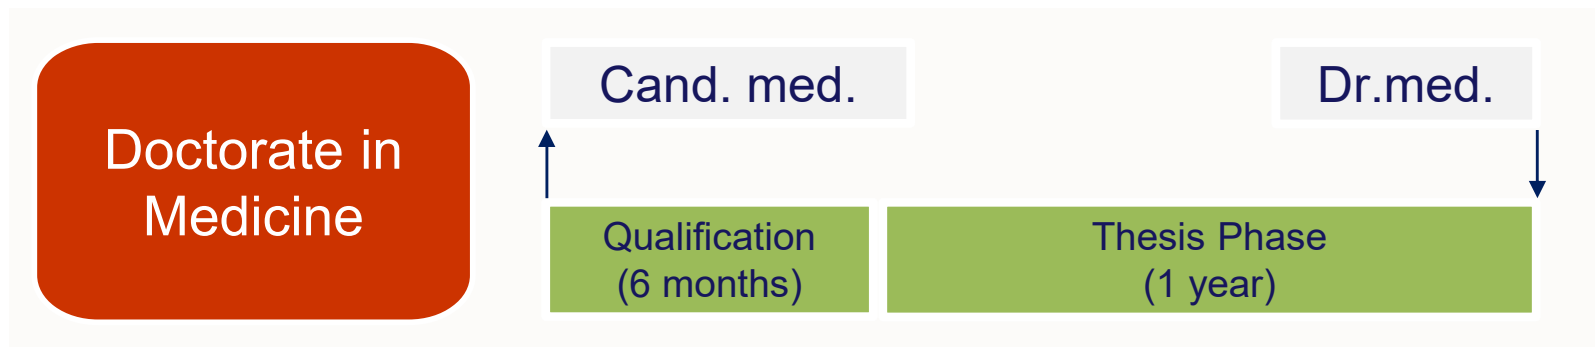 Doctorate in
Medicine
Cand. med.
Dr.med.
Qualification
(6 months)
Thesis Phase
(1 year)